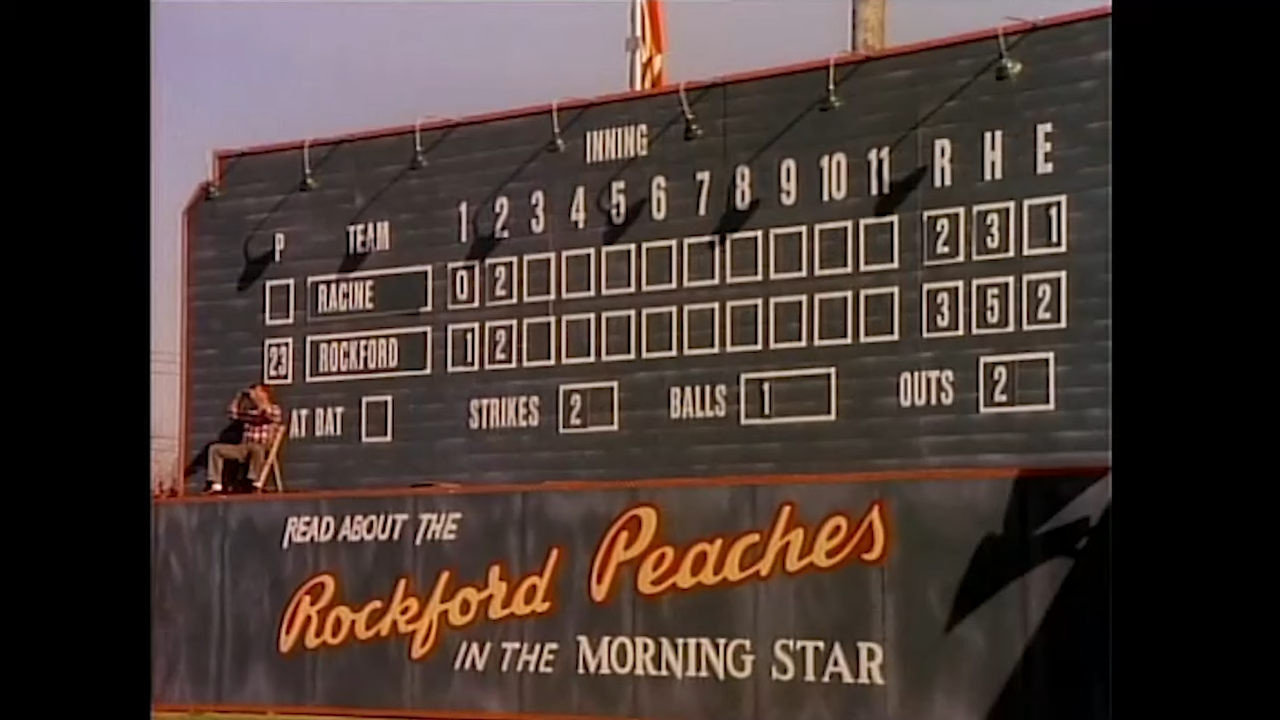 INNING
P TEAM 1 2 3 4 5 6 7 8 9 10 11 R H E
RACINE 0 2 2 3 1
23 ROCKFORD 1 2 3 5 2
AT BAT STRIKES 2 BALLS 1 OUTS 2
READ ABOUT THE
Rockford Peaches
IN THE MORNING STAR